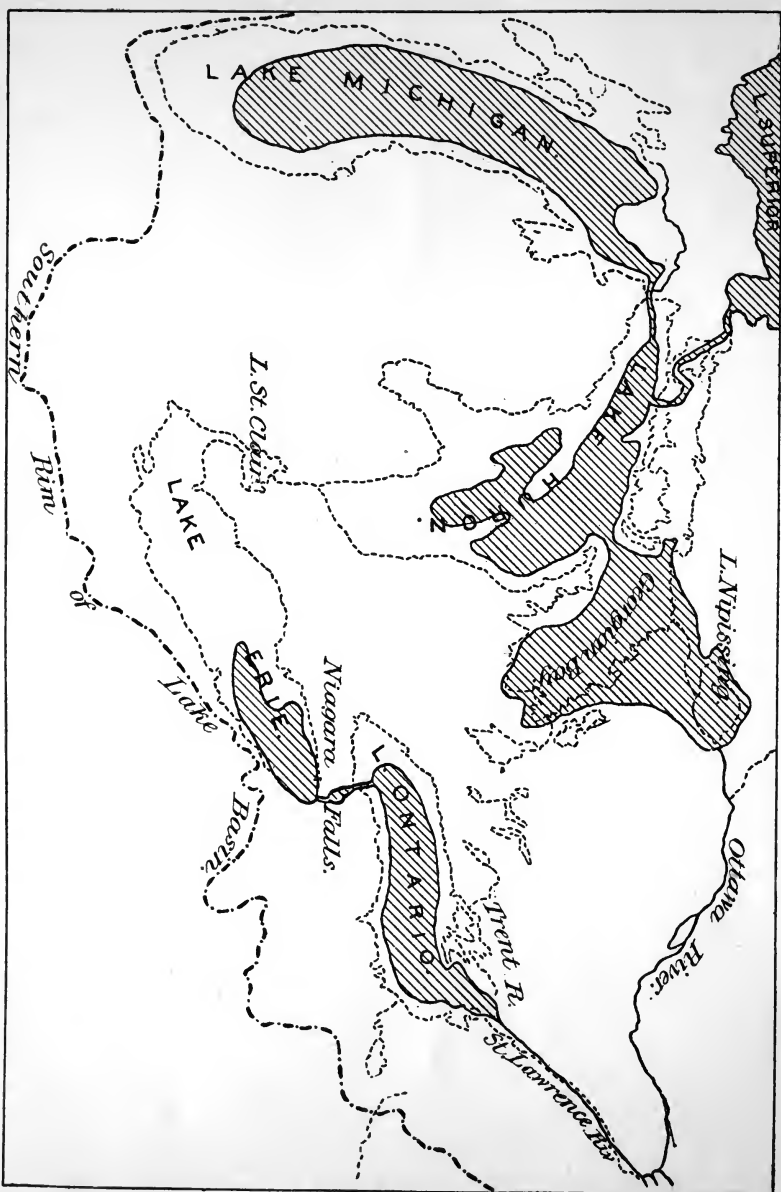 L. SUPERIOR
LAKE MICHIGAN.
LAKE HURON
L. Nipissing
Georgian Bay
Ottawa River.
L. St. Clair
LAKE ERIE
Niagara Falls.
L. ONTARIO.
Trent R
St. Lawrence Riv
Southern Rim of Lake Basin.